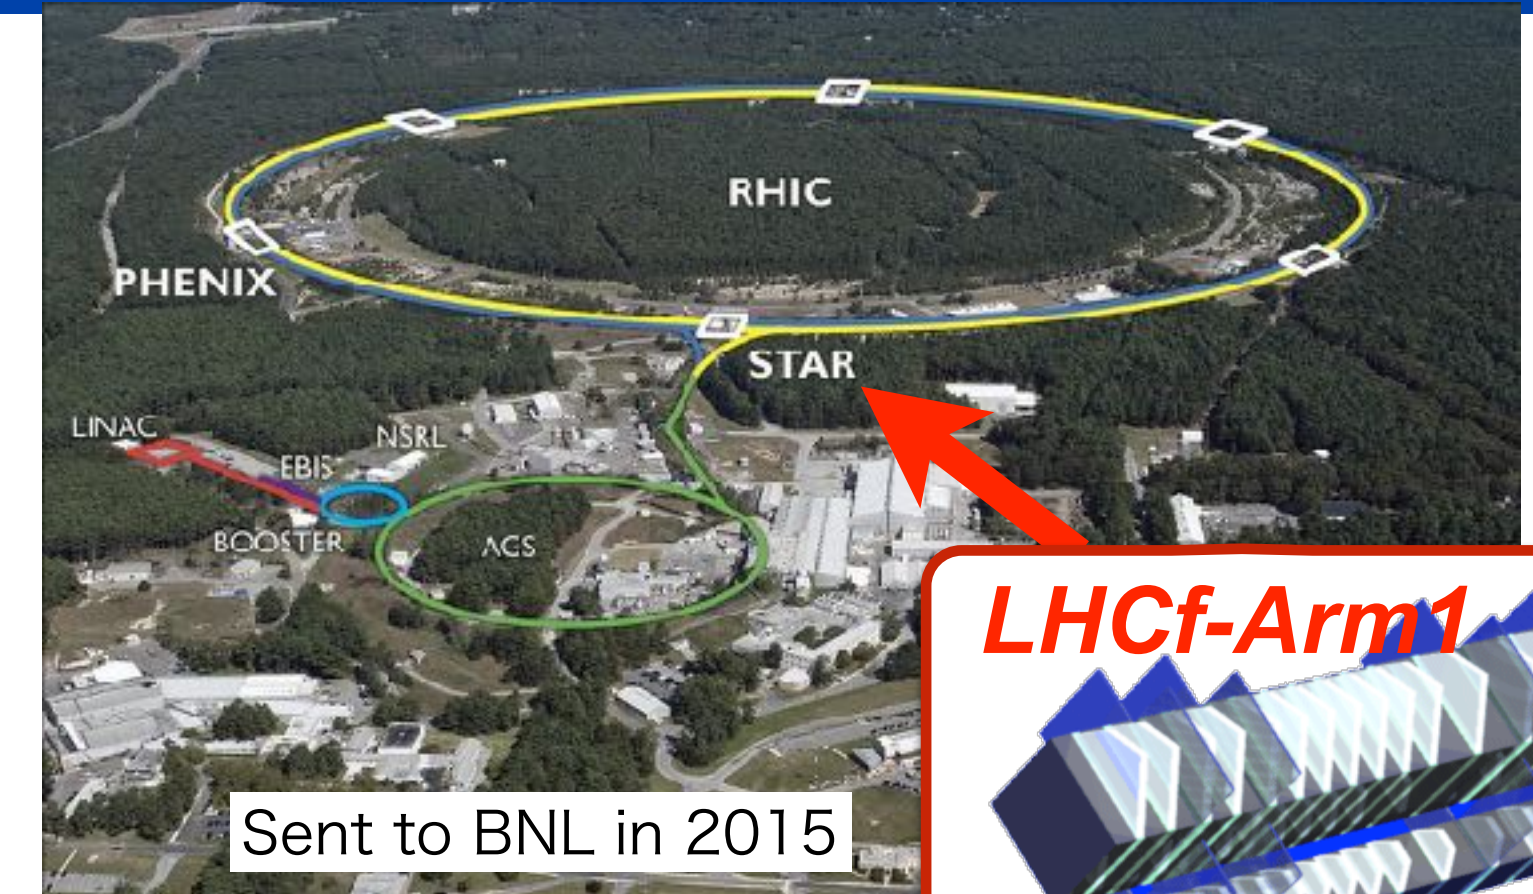 RHIC
PHENIX
STAR
LINAC
NSRL
EBIS
BOOSTER
AGS
LHCf-Arm1
Sent to BNL in 2015